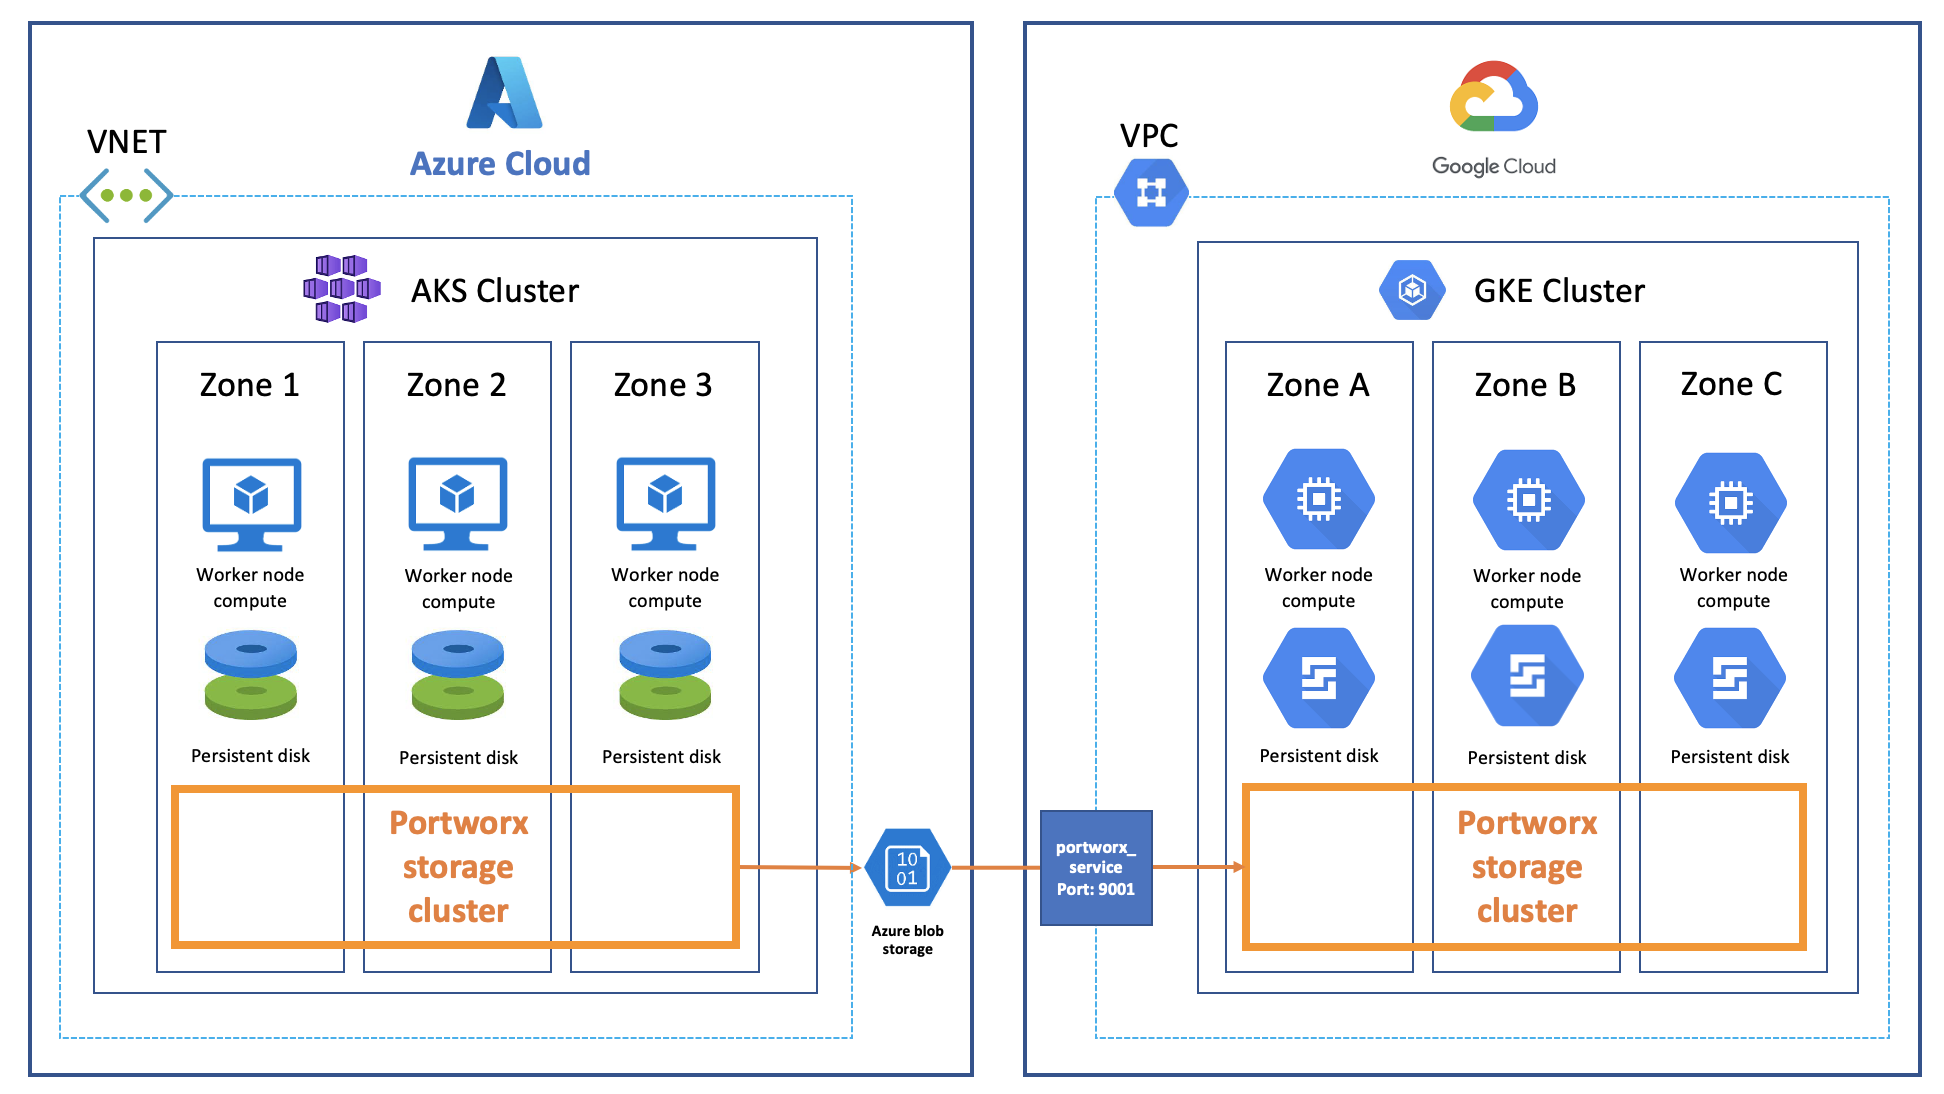 VNET
Azure Cloud
AKS Cluster
Zone 1
Worker node
compute
Persistent disk
Zone 2
Worker node
compute
Persistent disk
Zone 3
Worker node
compute
Persistent disk
Portworx
storage
cluster
10
01
Azure blob
storage
VPC
Google Cloud
GKE Cluster
portworx_
service
Port: 9001
Zone A
Worker node
compute
Persistent disk
Zone B
Worker node
compute
Persistent disk
Zone C
Worker node
compute
Persistent disk
Portworx
storage
cluster